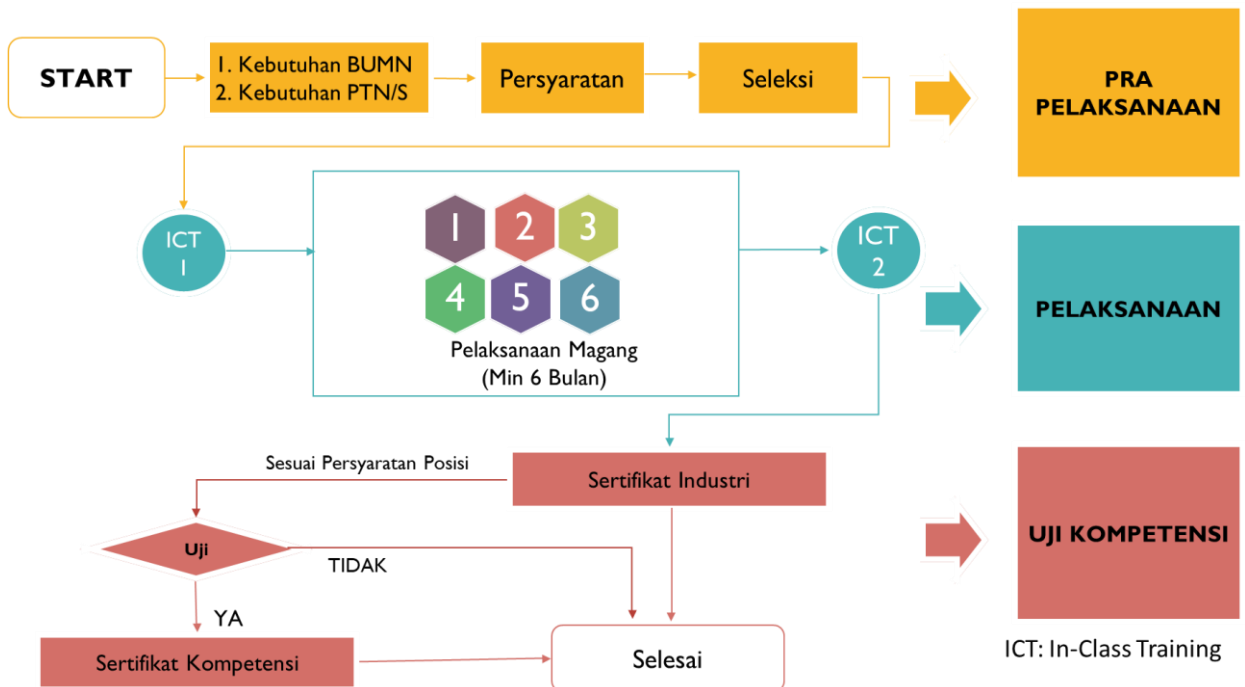 START
1. Kebutuhan BUMN
2. Kebutuhan PTN/S
Persyaratan
Seleksi
PRA
PELAKSANAAN
ICT
1
1
2
3
4
5
6
Pelaksanaan Magang
(Min 6 Bulan)
ICT
2
PELAKSANAAN
Sesuai Persyaratan Posisi
Sertifikat Industri
Uji
TIDAK
YA
UJI KOMPETENSI
Sertifikat Kompetensi
Selesai
ICT: In-Class Training